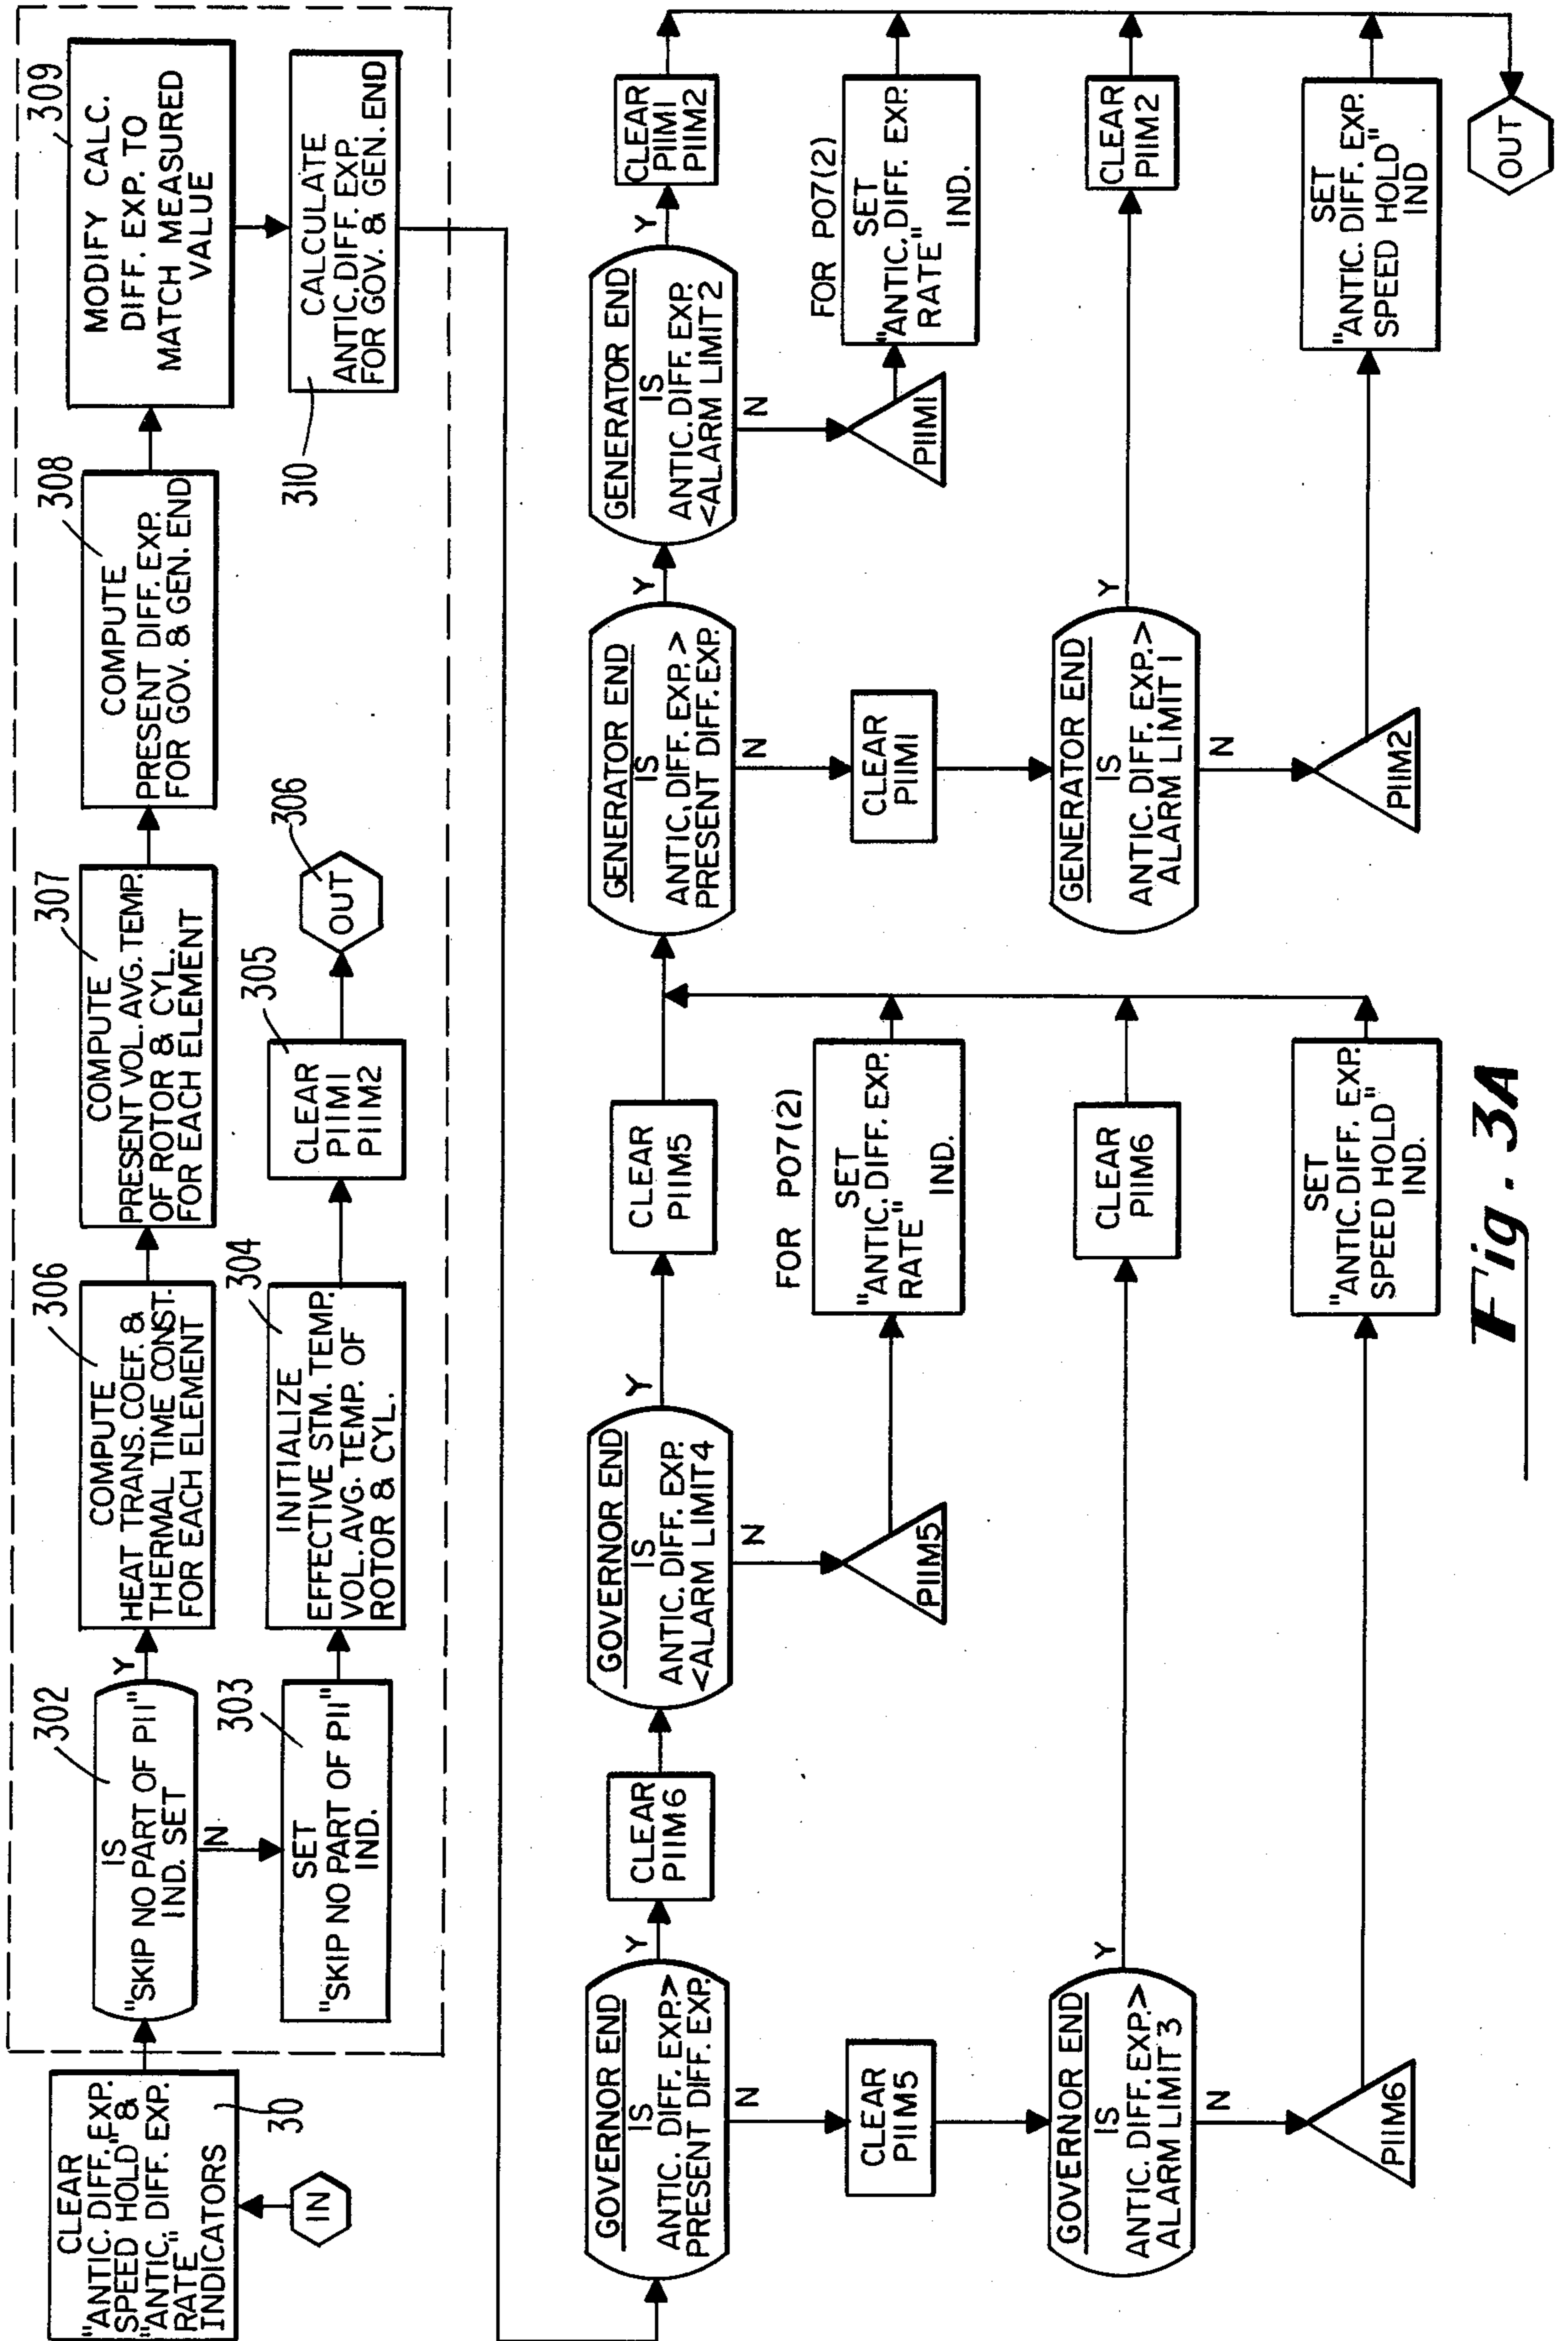 CLEAR
"ANTIC. DIFF. EXP.
SPEED HOLD" &
"ANTIC. DIFF. EXP.
RATE"
INDICATORS
30
IN
302
IS
"SKIP NO PART OF P11"
IND. SET
Y
N
303
SET
"SKIP NO PART OF P11"
IND.
304
INITIALIZE
EFFECTIVE STM. TEMP.
VOL. AVG. TEMP. OF
ROTOR & CYL.
305
CLEAR
P11M1
P11M2
306
OUT
306
COMPUTE
HEAT TRANS. COEF. &
THERMAL TIME CONST.
FOR EACH ELEMENT
307
COMPUTE
PRESENT VOL. AVG. TEMP.
OF ROTOR & CYL.
FOR EACH ELEMENT
308
COMPUTE
PRESENT DIFF. EXP.
FOR GOV. & GEN. END
309
MODIFY CALC.
DIFF. EXP. TO
MATCH MEASURED
VALUE
310
CALCULATE
ANTIC. DIFF. EXP.
FOR GOV. & GEN. END
GOVERNOR END
IS
ANTIC. DIFF. EXP.>
PRESENT DIFF. EXP.
Y
N
CLEAR
P11M6
GOVERNOR END
IS
ANTIC. DIFF. EXP.
<ALARM LIMIT 4
Y
N
CLEAR
P11M5
P11M5
FOR P07(2)
SET
"ANTIC. DIFF. EXP.
RATE"
IND.
CLEAR
P11M5
GOVERNOR END
IS
ANTIC. DIFF. EXP.>
ALARM LIMIT 3
Y
N
CLEAR
P11M6
P11M6
SET
"ANTIC. DIFF. EXP.
SPEED HOLD"
IND.
GENERATOR END
IS
ANTIC. DIFF. EXP.>
PRESENT DIFF. EXP.
Y
N
GENERATOR END
IS
ANTIC. DIFF. EXP.
<ALARM LIMIT 2
Y
N
CLEAR
P11M1
P11M2
P11M1
FOR P07(2)
SET
"ANTIC. DIFF. EXP.
RATE"
IND.
CLEAR
P11M1
GENERATOR END
IS
ANTIC. DIFF. EXP.>
ALARM LIMIT 1
Y
N
CLEAR
P11M2
P11M2
SET
"ANTIC. DIFF. EXP.
SPEED HOLD"
IND
OUT
Fig. 3A